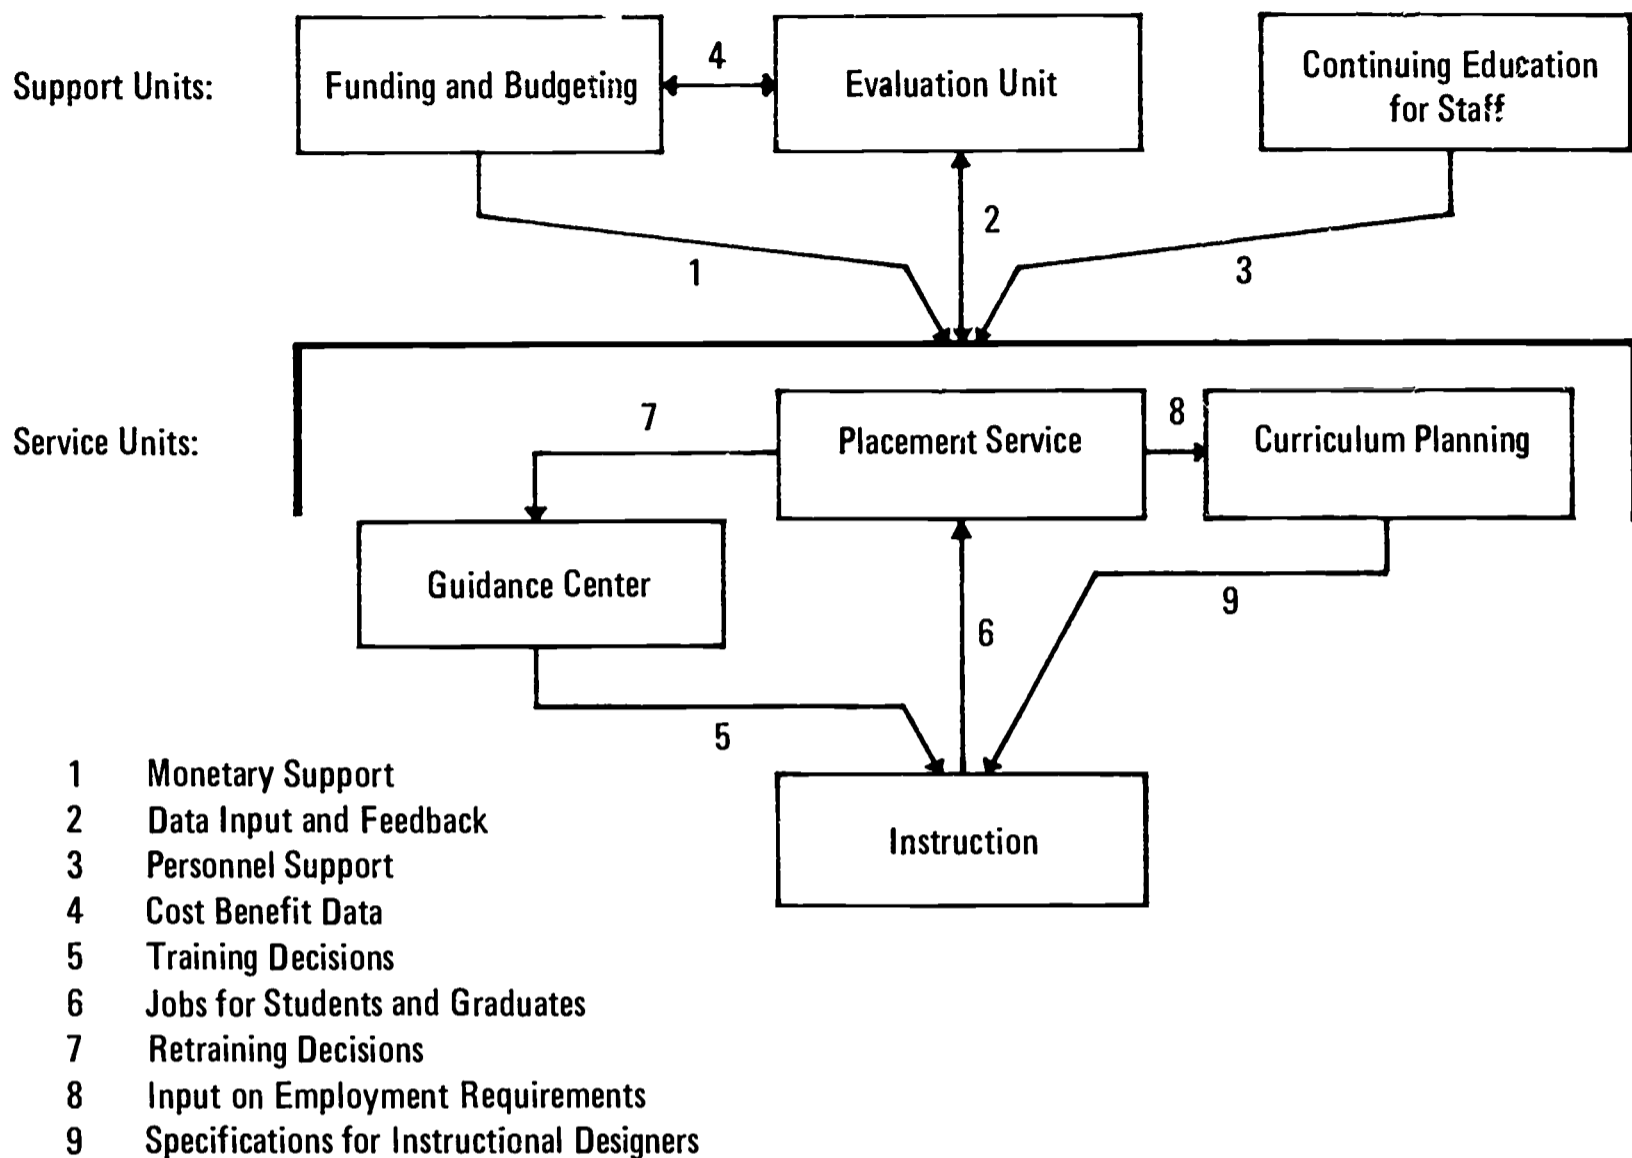 Support Units:
Funding and Budgeting
4
Evaluation Unit
Continuing Education
for Staff
2
1
3
Service Units:
7
Placement Service
8
Curriculum Planning
Guidance Center
9
6
5
Instruction
1 Monetary Support
2 Data Input and Feedback
3 Personnel Support
4 Cost Benefit Data
5 Training Decisions
6 Jobs for Students and Graduates
7 Retraining Decisions
8 Input on Employment Requirements
9 Specifications for Instructional Designers